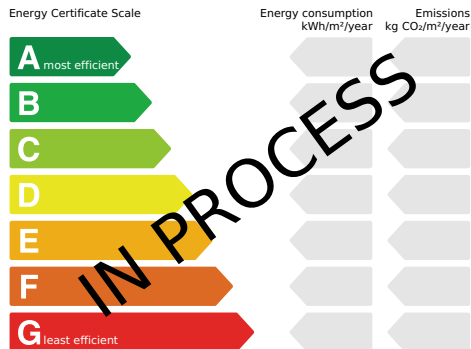 Energy Certificate Scale
Energy consumption
kWh/m²/year
Emissions
kg CO₂/m²/year
A most efficient
B
C
D
E
F
G least efficient
IN PROCESS